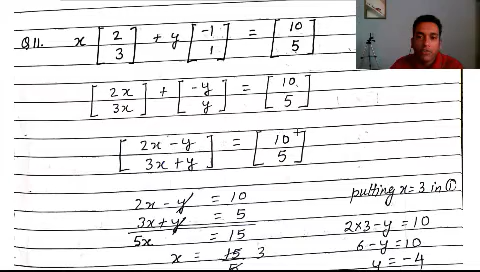 Q11. x [2 3] + y [-1 1] = [10 5]
[2x 3x] + [-y y] = [10 5]
[2x - y 3x + y] = [10 5]
2x - y = 10
3x + y = 5
5x = 15
x = 15/5 3
putting x = 3 in ①
2×3 - y = 10
6 - y = 10
y = -4